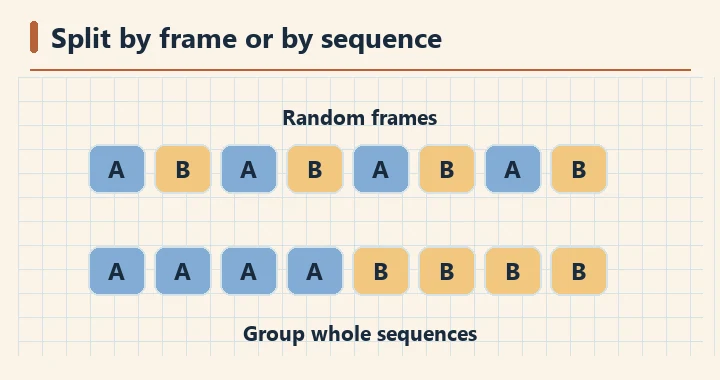 Split by frame or by sequence
Random frames
A B A B A B A B
A A A A B B B B
Group whole sequences